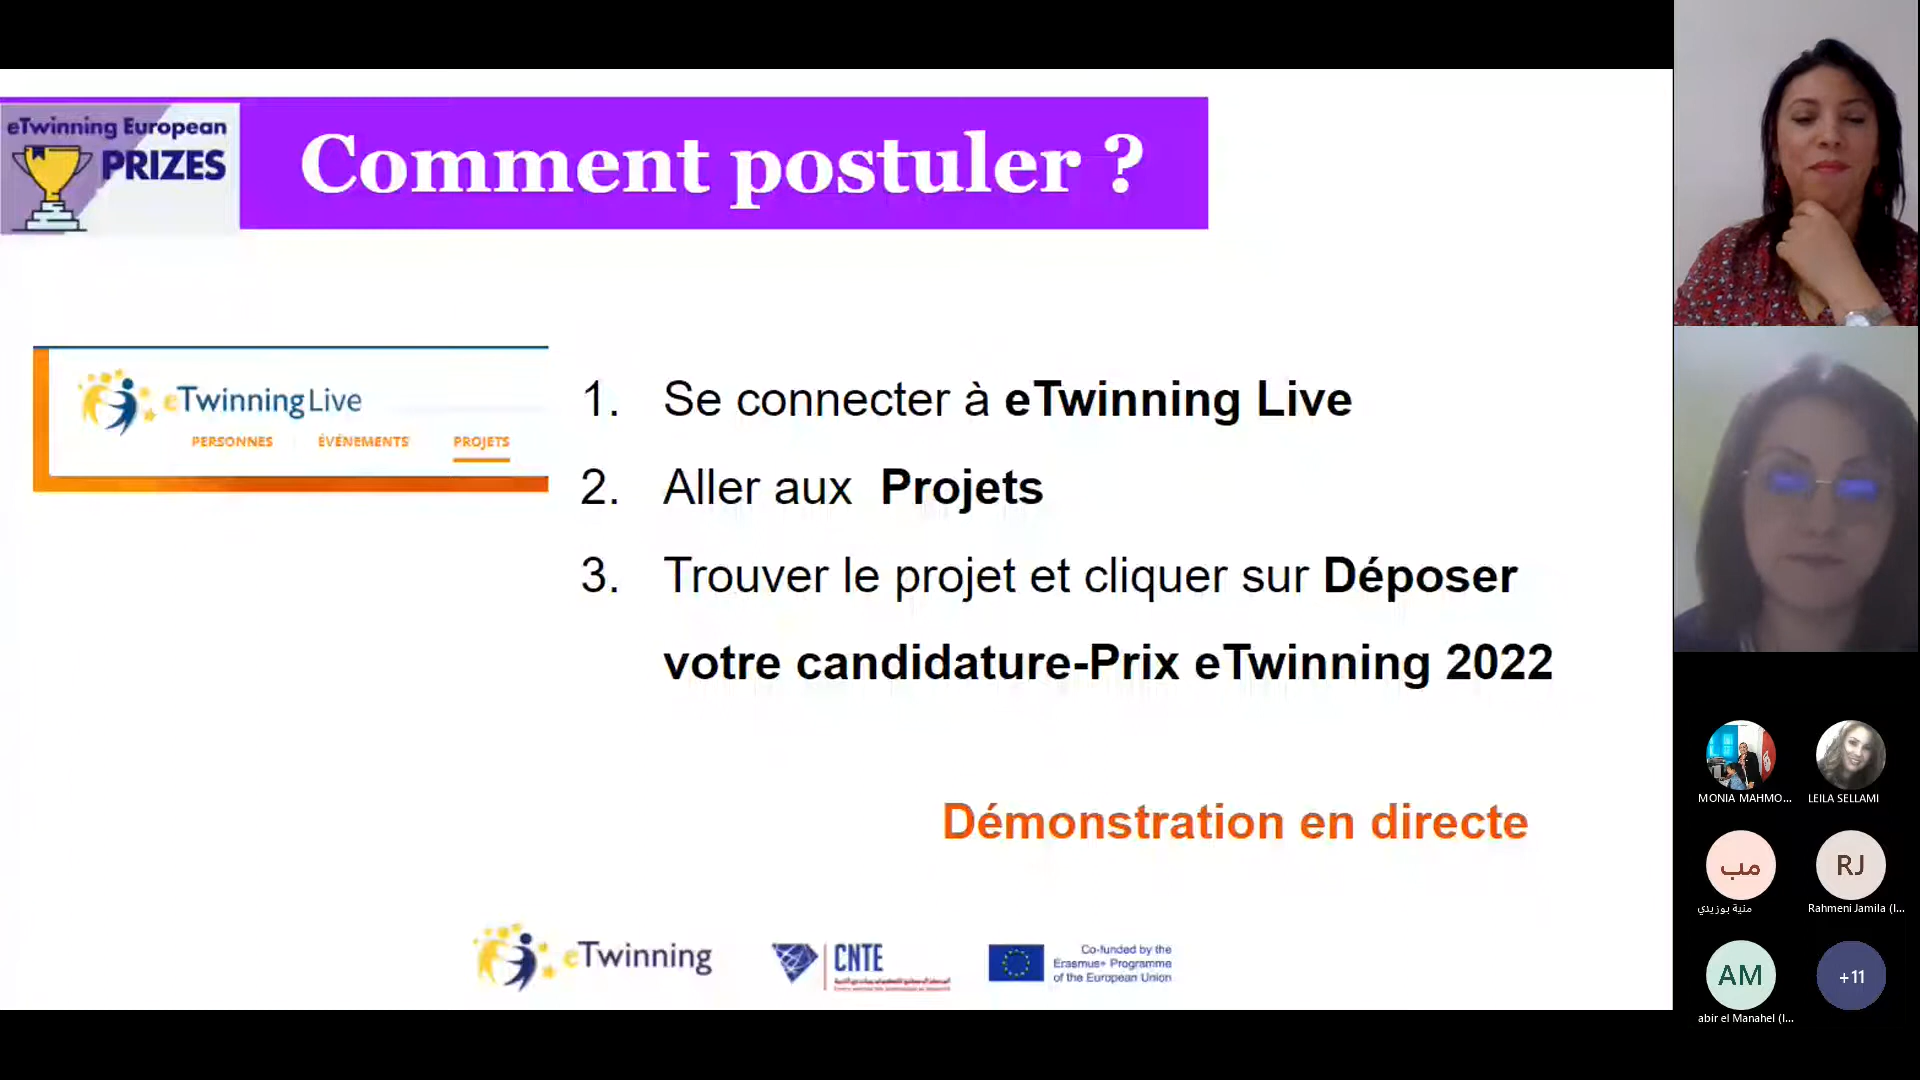 eTwinning European
PRIZES
Comment postuler ?
eTwinningLive
PERSONNES ÉVÉNEMENTS PROJETS
1. Se connecter à eTwinning Live
2. Aller aux Projets
3. Trouver le projet et cliquer sur Déposer
votre candidature-Prix eTwinning 2022
Démonstration en directe
eTwinning
CNTE
Co-funded by the
Erasmus+ Programme
of the European Union
MONIA MAHMO...
LEILA SELLAMI
مب
منية بوزيدي
RJ
Rahmeni Jamila (I...
AM
abir el Manahel (I...
+11